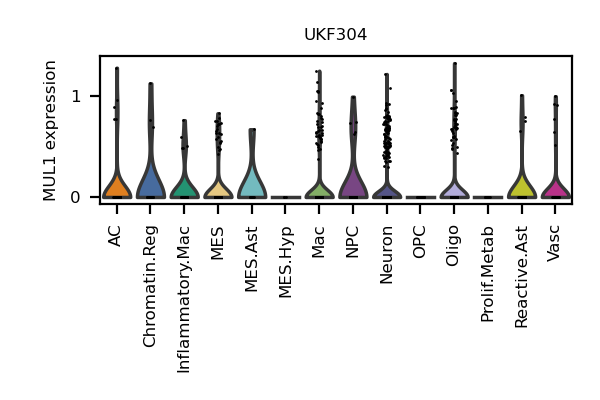 UKF304
MUL1 expression
1
0
AC
Chromatin.Reg
Inflammatory.Mac
MES
MES.Ast
MES.Hyp
Mac
NPC
Neuron
OPC
Oligo
Prolif.Metab
Reactive.Ast
Vasc